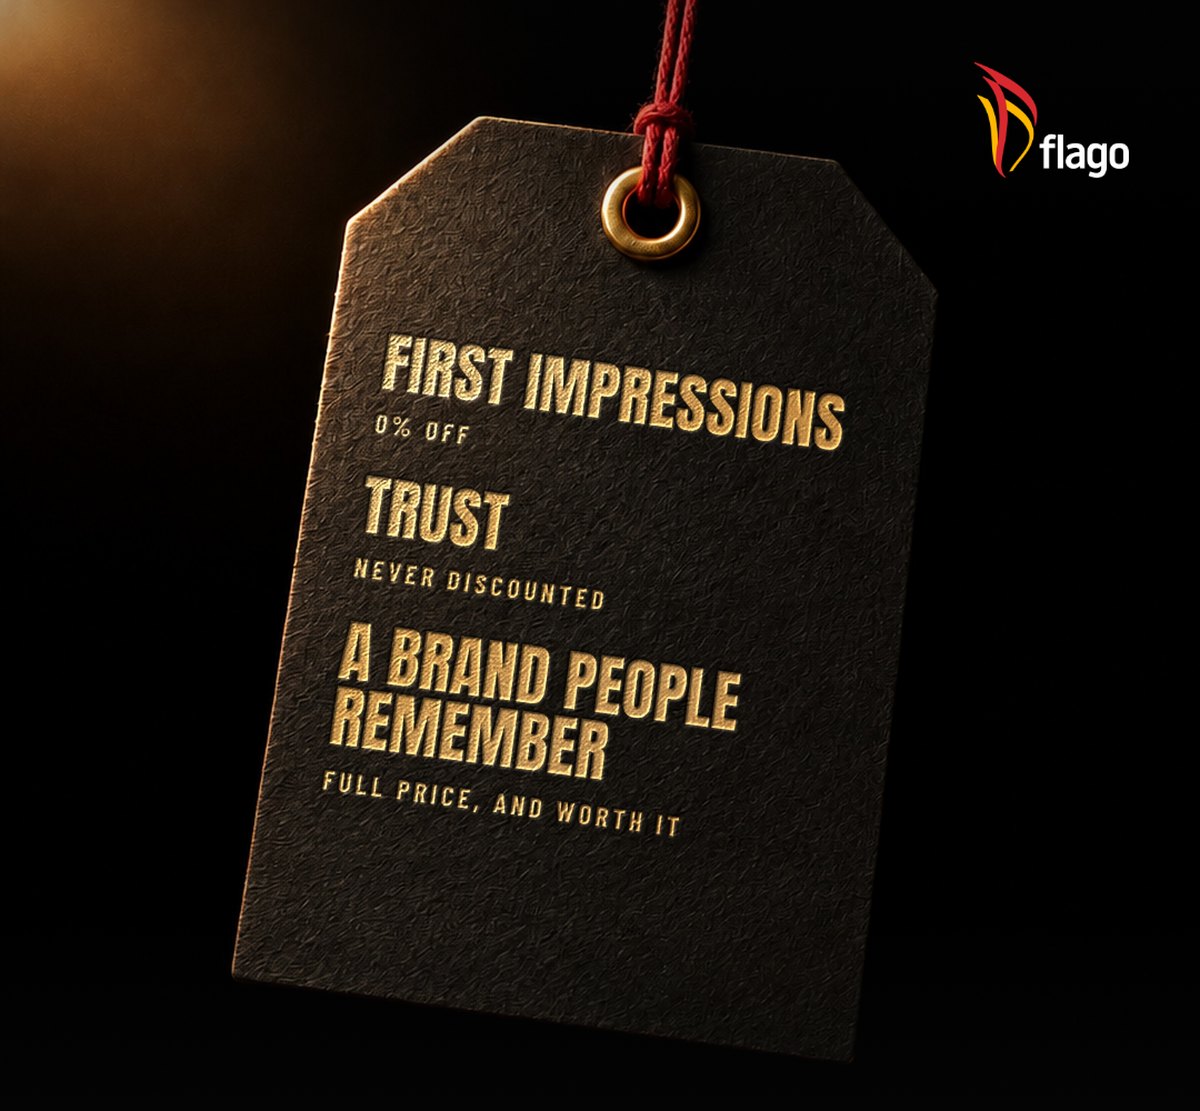 flago
FIRST IMPRESSIONS
0% OFF
TRUST
NEVER DISCOUNTED
A BRAND PEOPLE
REMEMBER
FULL PRICE, AND WORTH IT